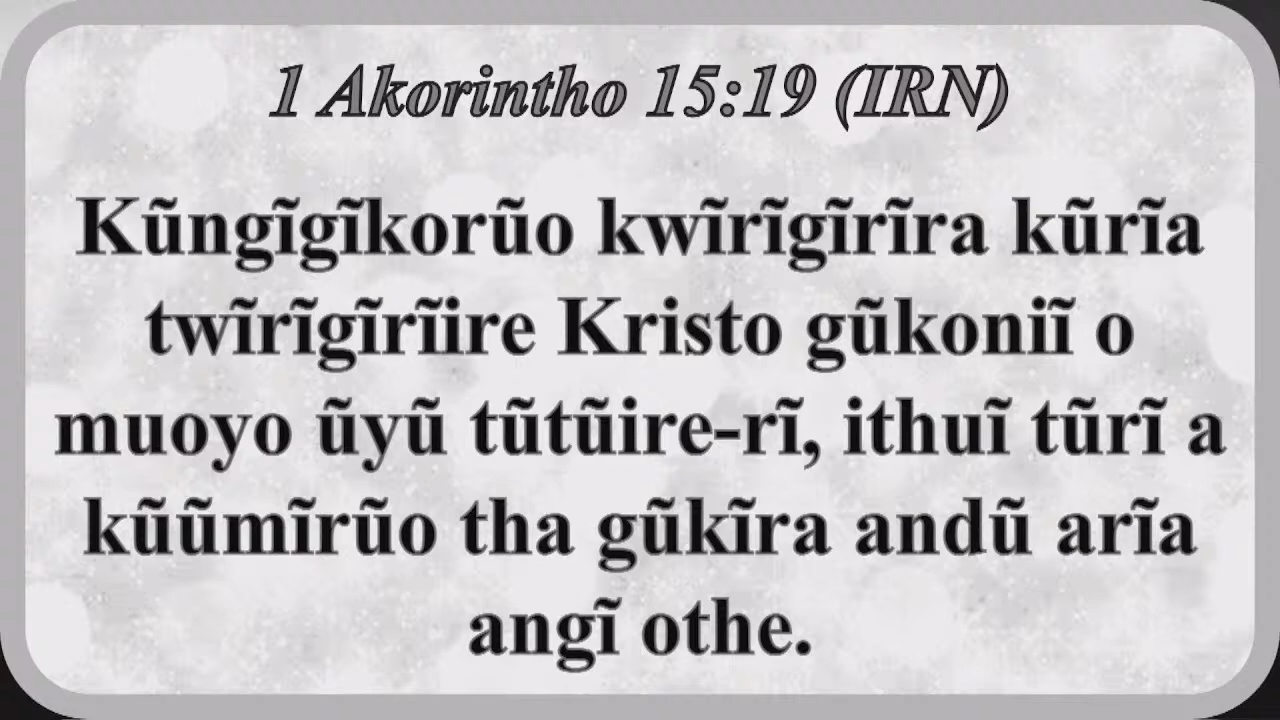 1 Akorintho 15:19 (IRN)
Kũngĩgĩkorũo kwĩrĩgĩrĩra kũrĩa
twĩrĩgĩrĩire Kristo gũkoniĩ o
muoyo ũyũ tũtũire-rĩ, ithuĩ tũrĩ a
kũũmĩrũo tha gũkĩra andũ arĩa
angĩ othe.